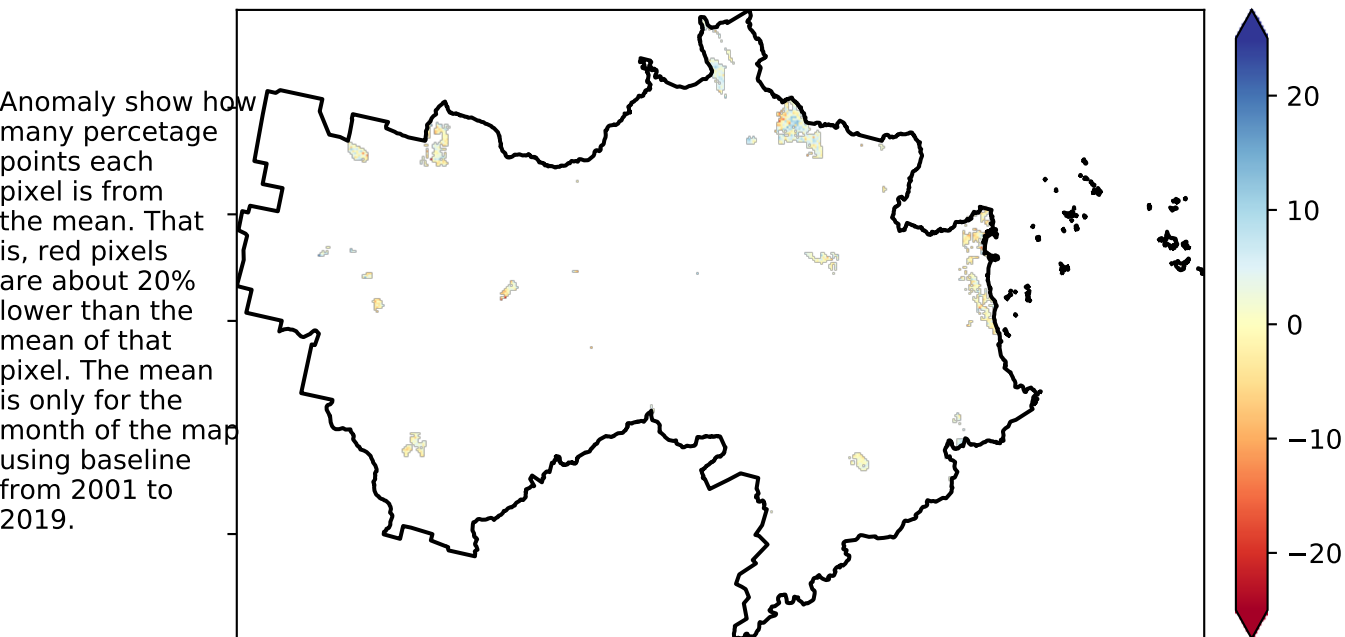 Anomaly show how
many percetage
points each
pixel is from
the mean. That
is, red pixels
are about 20%
lower than the
mean of that
pixel. The mean
is only for the
month of the map
using baseline
from 2001 to
2019.
20
10
0
−10
−20